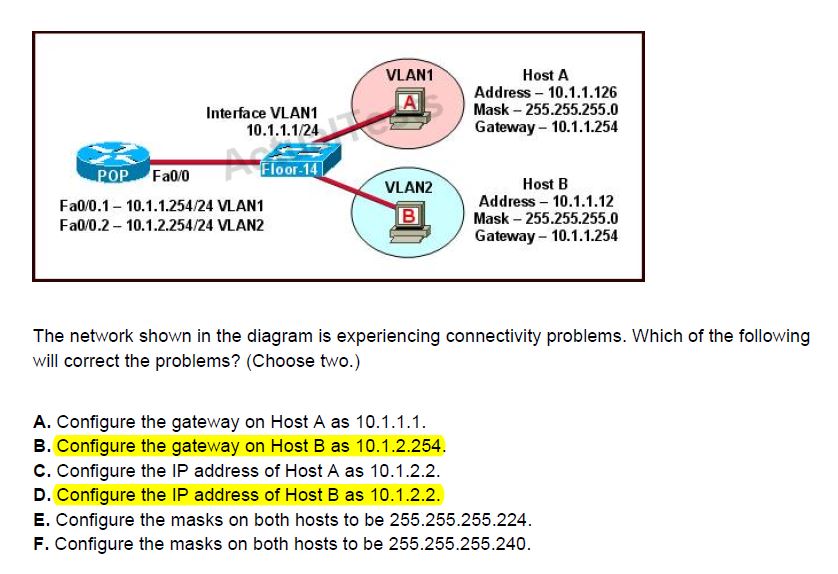 VLAN1
A
Host A
Address – 10.1.1.126
Mask – 255.255.255.0
Gateway – 10.1.1.254
Interface VLAN1
10.1.1.1/24
POP
Fa0/0
Floor-14
Fa0/0.1 – 10.1.1.254/24 VLAN1
Fa0/0.2 – 10.1.2.254/24 VLAN2
VLAN2
B
Host B
Address – 10.1.1.12
Mask – 255.255.255.0
Gateway – 10.1.1.254
The network shown in the diagram is experiencing connectivity problems. Which of the following
will correct the problems? (Choose two.)
A. Configure the gateway on Host A as 10.1.1.1.
B. Configure the gateway on Host B as 10.1.2.254.
C. Configure the IP address of Host A as 10.1.2.2.
D. Configure the IP address of Host B as 10.1.2.2.
E. Configure the masks on both hosts to be 255.255.255.224.
F. Configure the masks on both hosts to be 255.255.255.240.